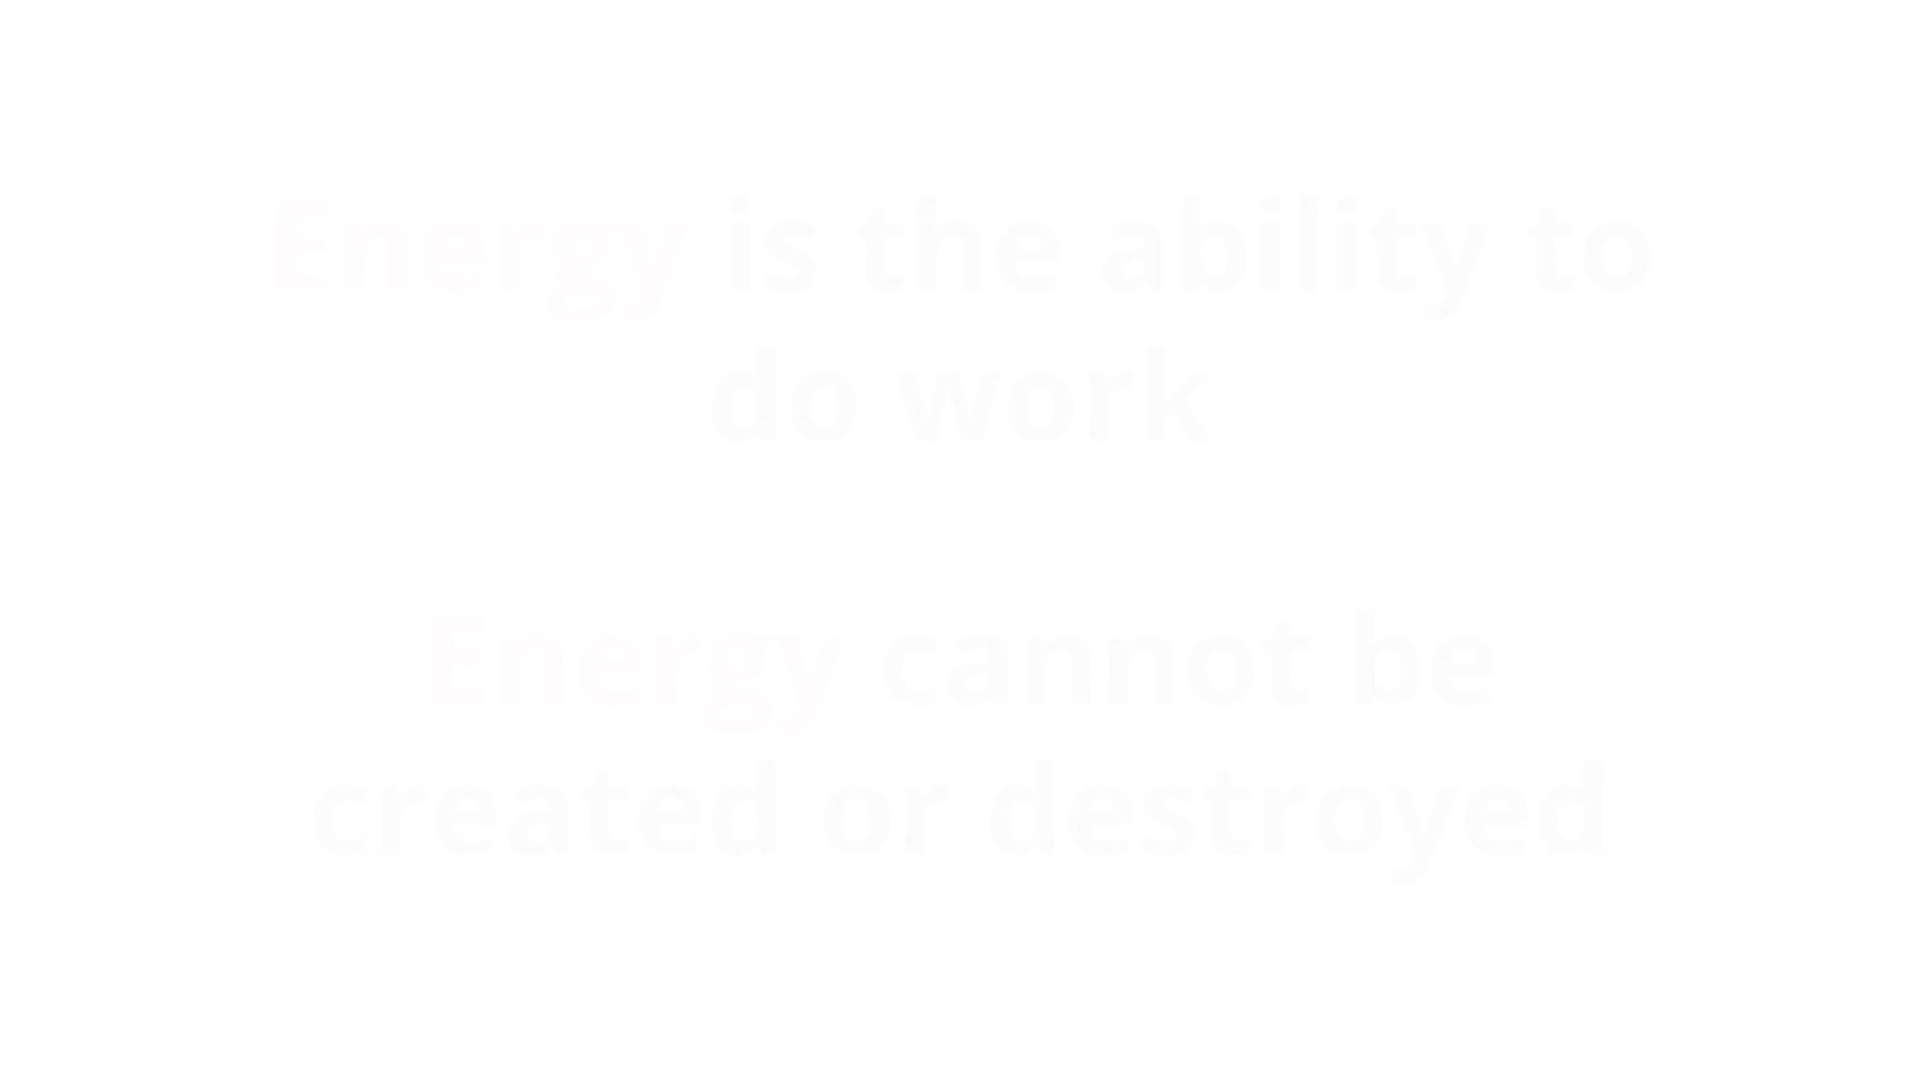 Energy is the ability to
do work
Energy cannot be
created or destroyed